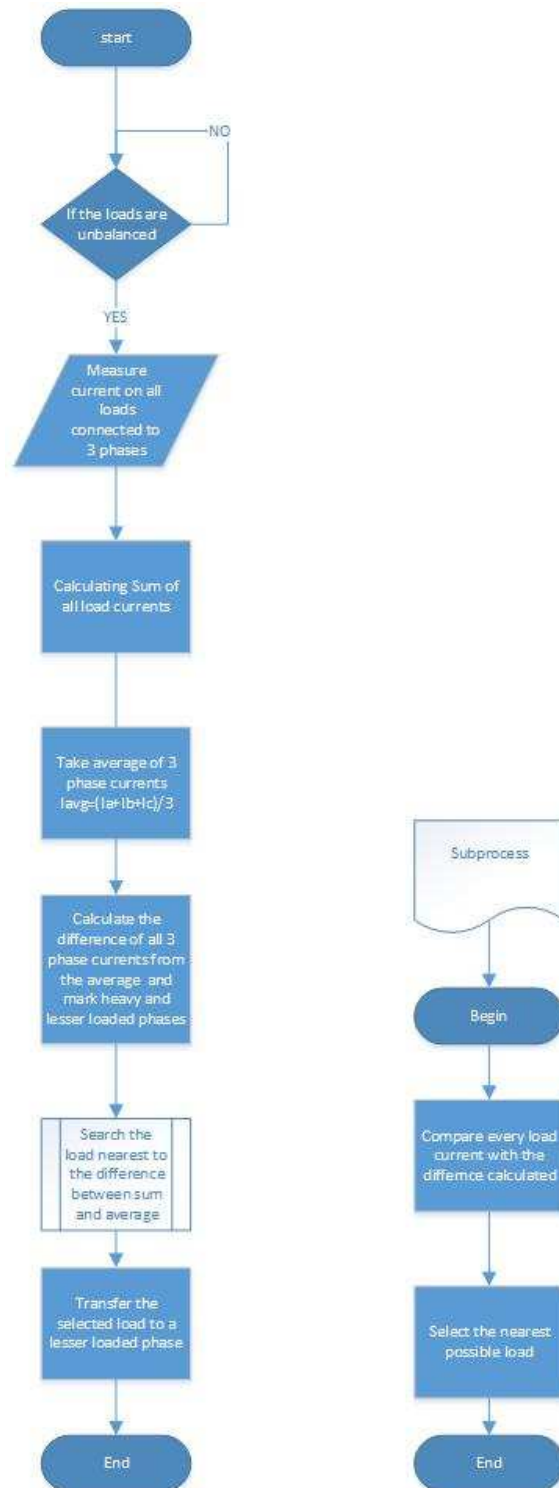 start
NO
If the loads are
unbalanced
YES
Measure
current on all
loads
connected to
3 phases
Calculating Sum of
all load currents
Take average of 3
phase currents
Iavg=(Ia+Ib+Ic)/3
Calculate the
difference of all 3
phase currents from
the average and
mark heavy and
lesser loaded phases
Search the
load nearest to
the difference
between sum
and average
Transfer the
selected load to a
lesser loaded phase
End
Subprocess
Begin
Compare every load
current with the
differnce calculated
Select the nearest
possible load
End